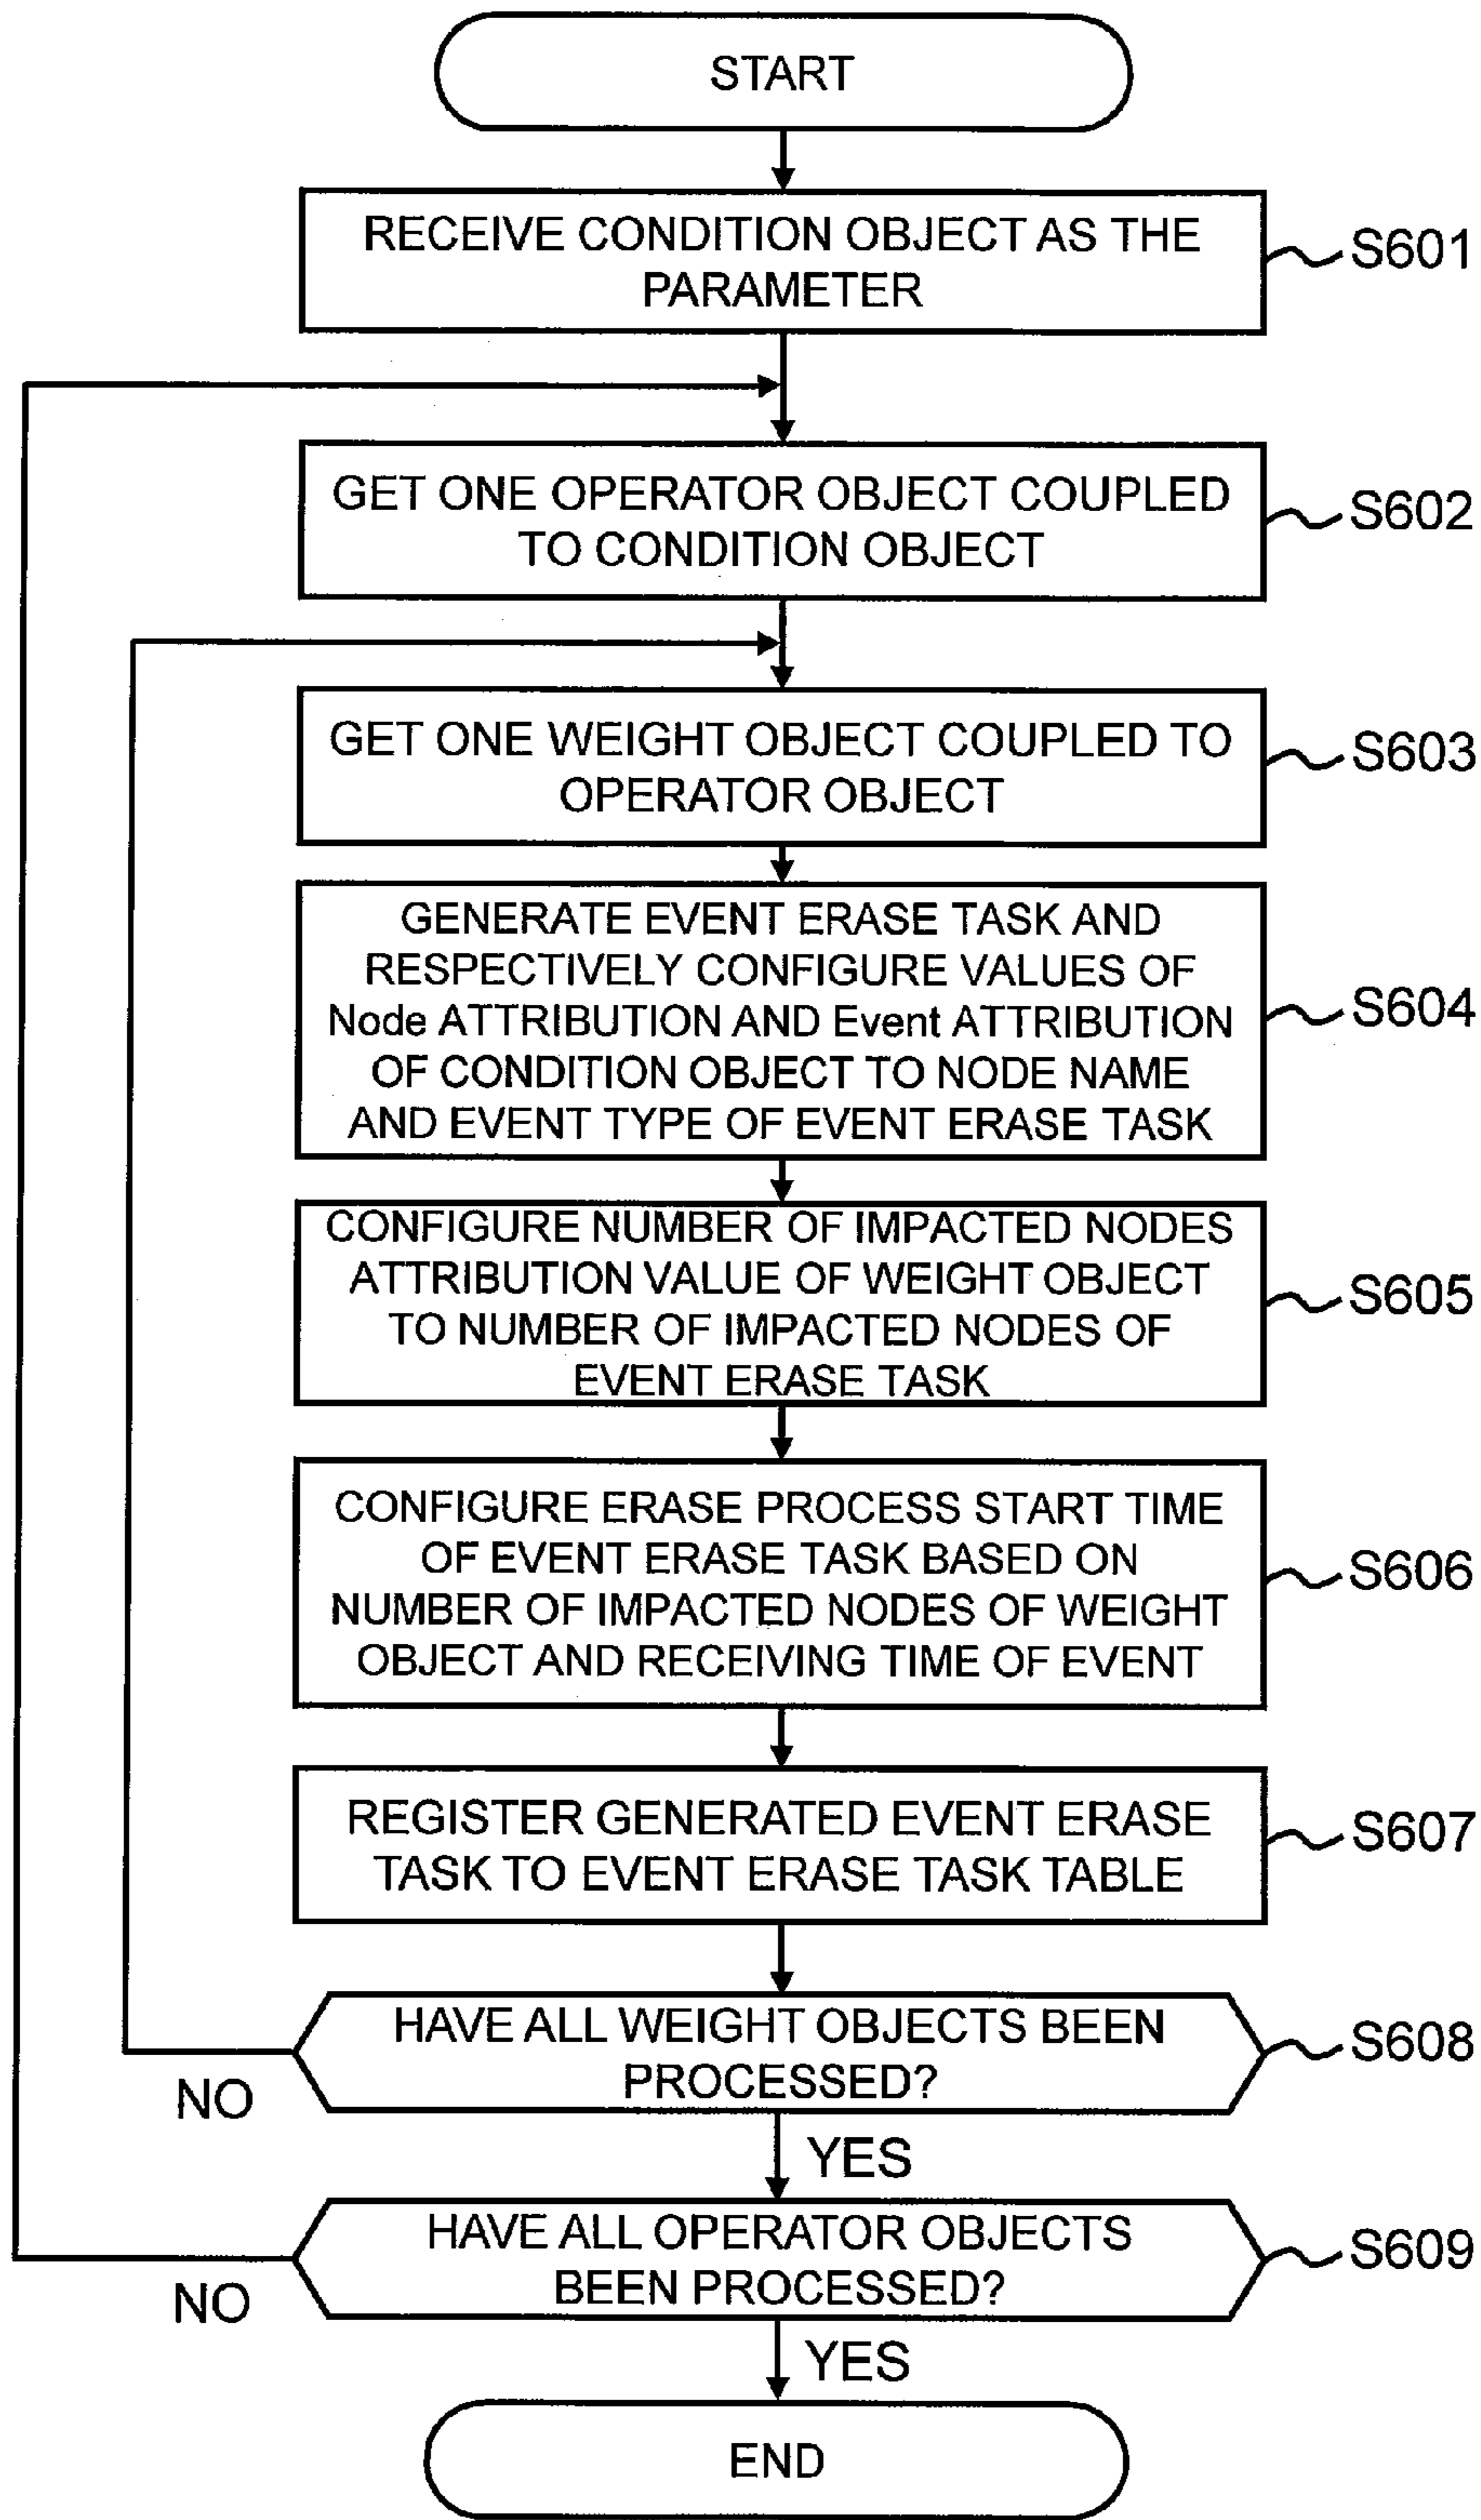 START
RECEIVE CONDITION OBJECT AS THE
PARAMETER
S601
GET ONE OPERATOR OBJECT COUPLED
TO CONDITION OBJECT
S602
GET ONE WEIGHT OBJECT COUPLED TO
OPERATOR OBJECT
S603
GENERATE EVENT ERASE TASK AND
RESPECTIVELY CONFIGURE VALUES OF
Node ATTRIBUTION AND Event ATTRIBUTION
OF CONDITION OBJECT TO NODE NAME
AND EVENT TYPE OF EVENT ERASE TASK
S604
CONFIGURE NUMBER OF IMPACTED NODES
ATTRIBUTION VALUE OF WEIGHT OBJECT
TO NUMBER OF IMPACTED NODES OF
EVENT ERASE TASK
S605
CONFIGURE ERASE PROCESS START TIME
OF EVENT ERASE TASK BASED ON
NUMBER OF IMPACTED NODES OF WEIGHT
OBJECT AND RECEIVING TIME OF EVENT
S606
REGISTER GENERATED EVENT ERASE
TASK TO EVENT ERASE TASK TABLE
S607
HAVE ALL WEIGHT OBJECTS BEEN
PROCESSED?
S608
NO
YES
HAVE ALL OPERATOR OBJECTS
BEEN PROCESSED?
S609
NO
YES
END